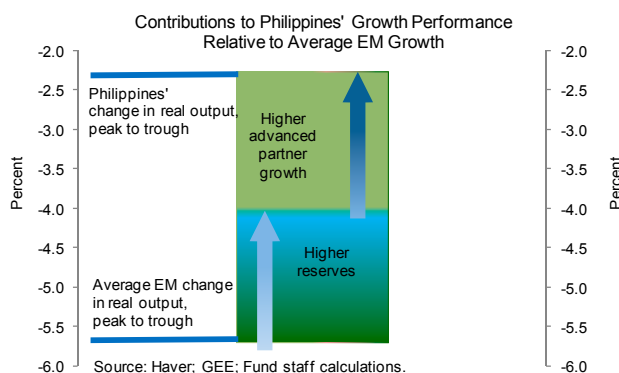 Contributions to Philippines' Growth Performance
Relative to Average EM Growth
Percent
-2.0
-2.5
-3.0
-3.5
-4.0
-4.5
-5.0
-5.5
-6.0
Philippines'
change in real output,
peak to trough
Higher
advanced
partner
growth
Higher
reserves
Average EM change
in real output,
peak to trough
Source: Haver; GEE; Fund staff calculations.
-2.0
-2.5
-3.0
-3.5
-4.0
-4.5
-5.0
-5.5
-6.0
Percent